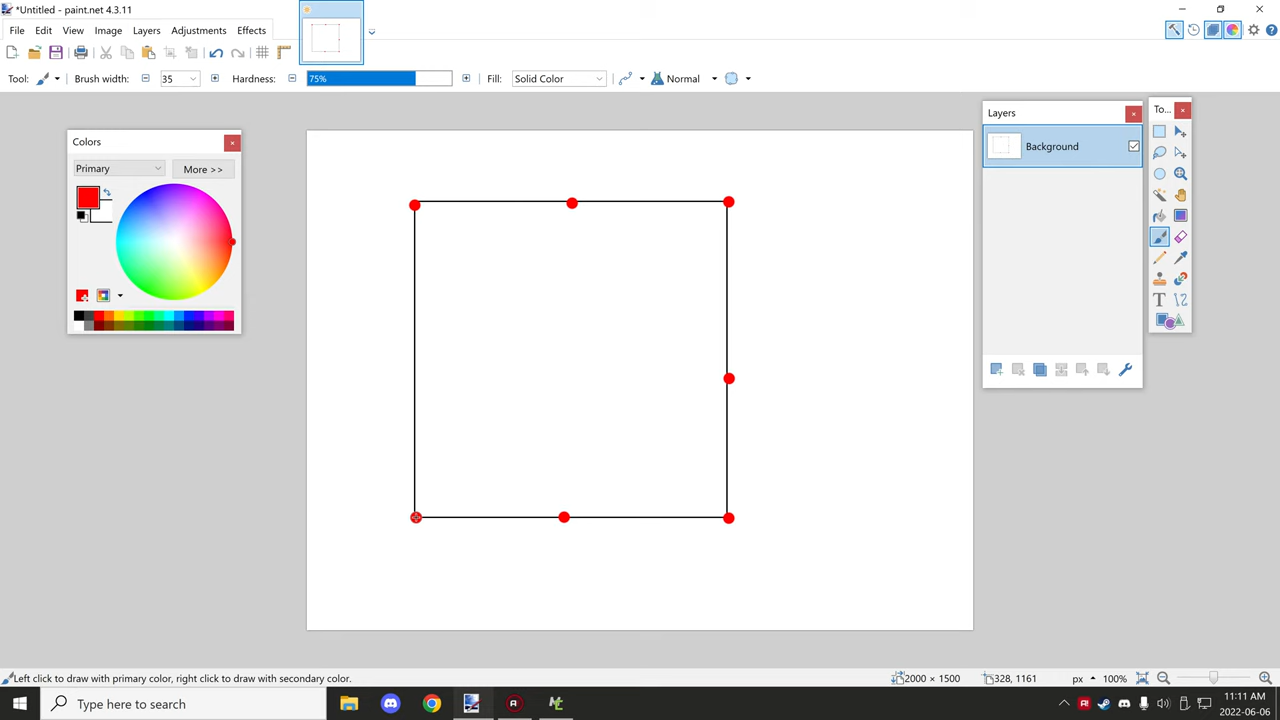 *Untitled - paint.net 4.3.11
File Edit View Image Layers Adjustments Effects
Tool: Brush width: 35 Hardness: 75% Fill: Solid Color Normal
Colors
Primary More >>
Layers
Background
To...
T
Left click to draw with primary color, right click to draw with secondary color. 2000 × 1500 328, 1161 px 100%
Type here to search
11:11 AM
2022-06-06